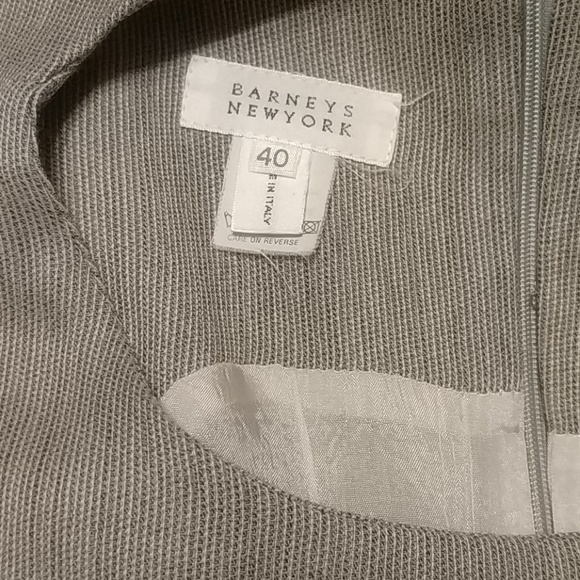 BARNEYS
NEWYORK
40
E IN ITALY
CARE ON REVERSE